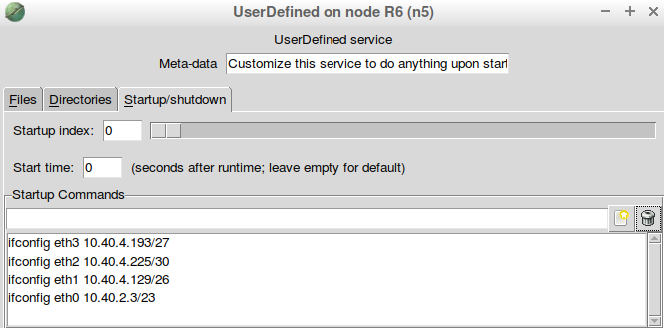 UserDefined on node R6 (n5)
UserDefined service
Meta-data Customize this service to do anything upon start
Files Directories Startup/shutdown
Startup index: 0
Start time: 0 (seconds after runtime; leave empty for default)
Startup Commands
ifconfig eth3 10.40.4.193/27
ifconfig eth2 10.40.4.225/30
ifconfig eth1 10.40.4.129/26
ifconfig eth0 10.40.2.3/23